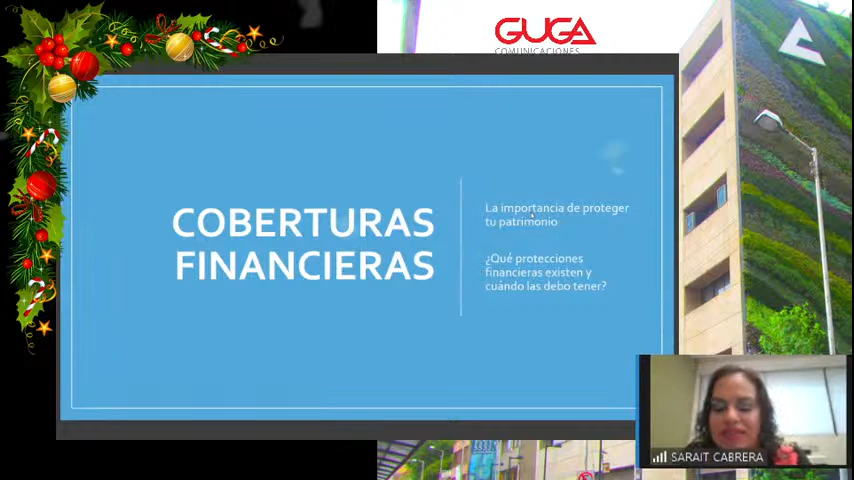 GUGA
COMUNICACIONES
COBERTURAS
FINANCIERAS
La importancia de proteger
tu patrimonio
¿Qué protecciones
financieras existen y
cuándo las debo tener?
SARAIT CABRERA